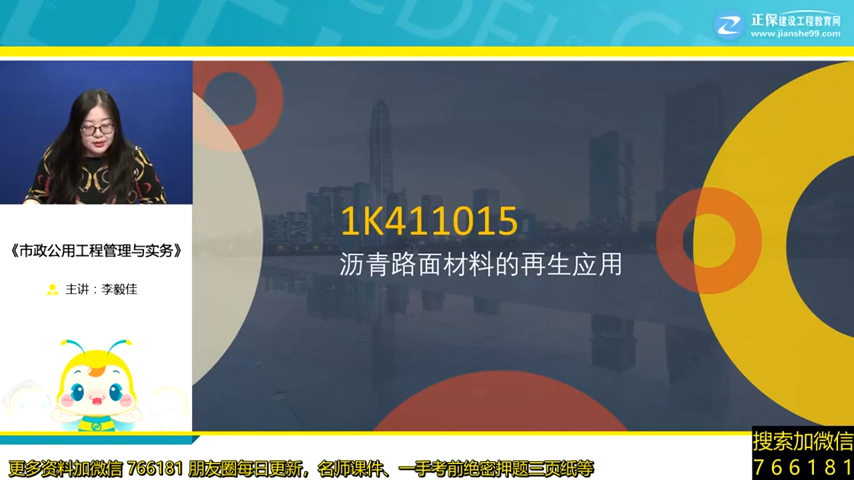 正保建设工程教育网
www.jianshe99.com
1K411015
沥青路面材料的再生应用
《市政公用工程管理与实务》
主讲：李毅佳
搜索加微信
766181
更多资料加微信 766181 朋友圈每日更新，名师课件、一手考前绝密押题三页纸等